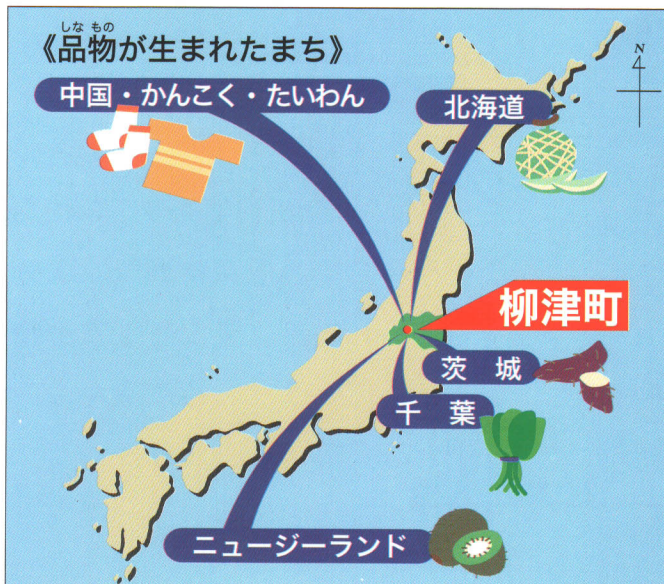 しな もの
《品物が生まれたまち》
中国・かんこく・たいわん
北海道
N
柳津町
茨 城
千 葉
ニュージーランド